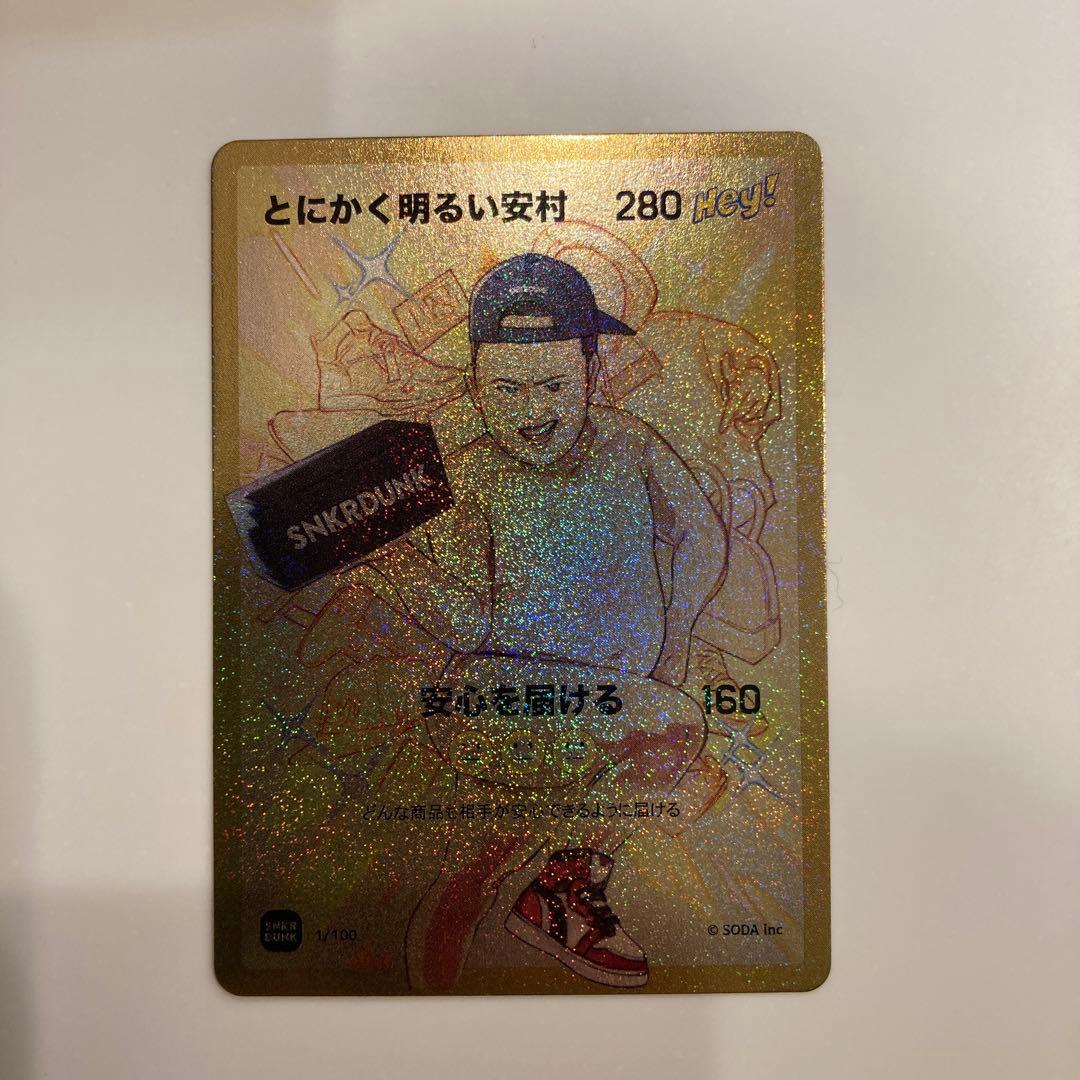 とにかく明るい安村 280 Hey!
SNKRDUNK
安心を届ける 160
どんな商品も相手が安心できるように届ける
SNKR
DUNK
1/100
© SODA inc